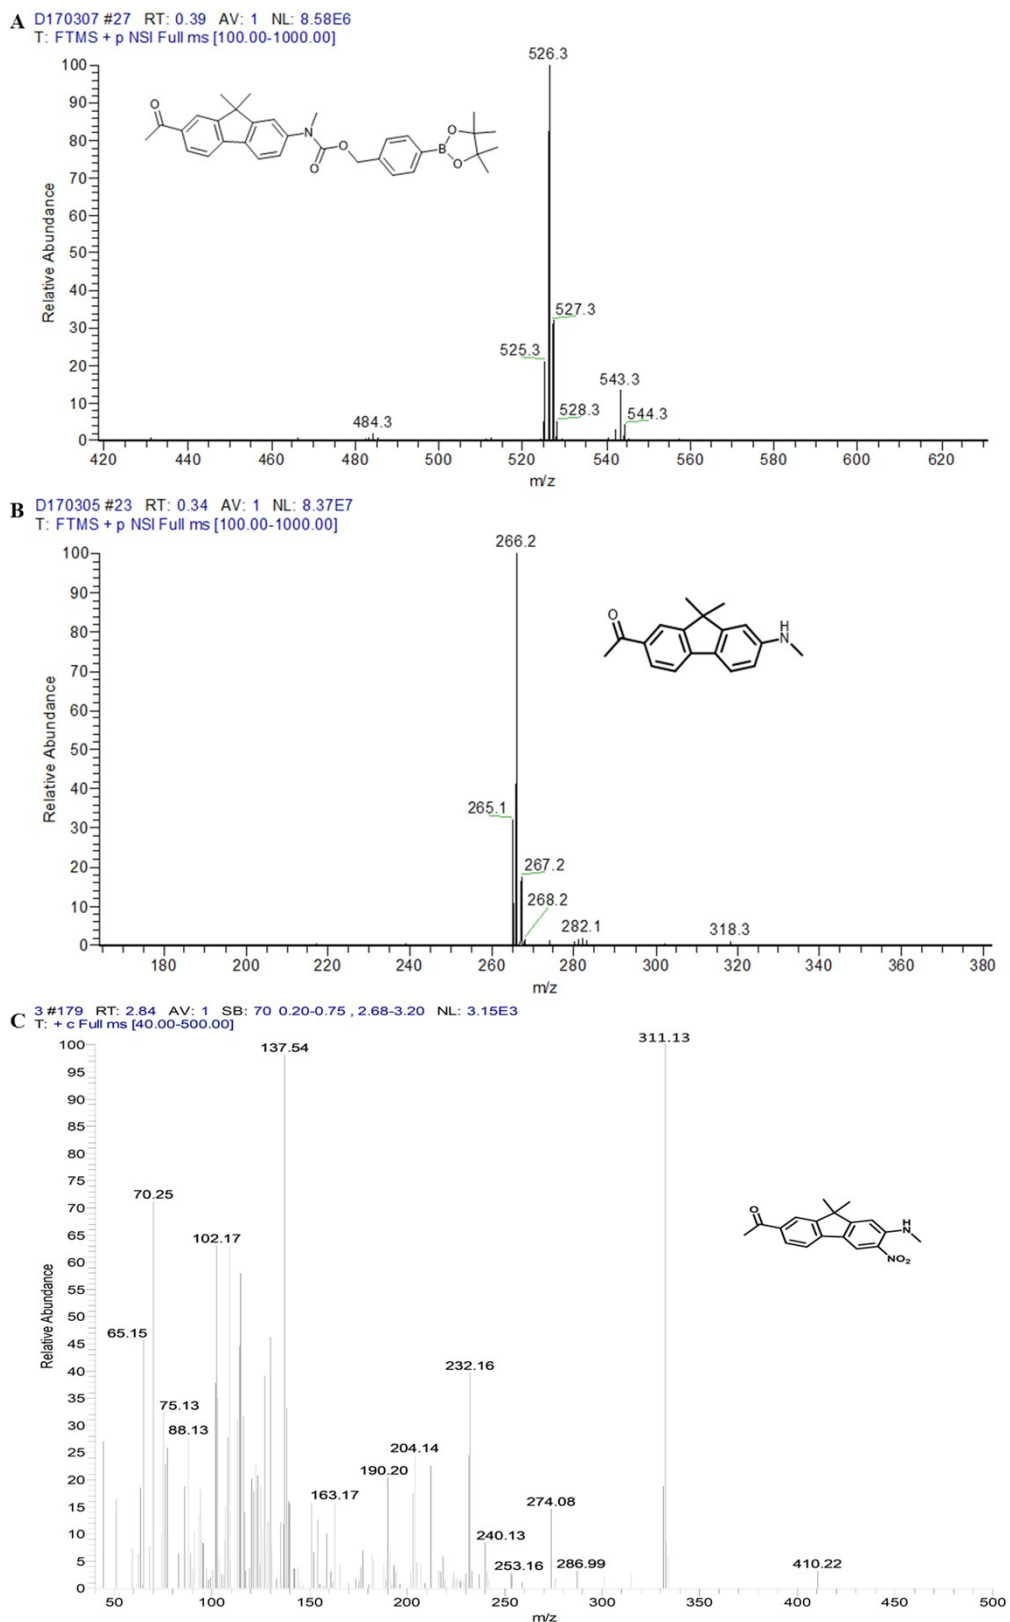 A D170307 #27 RT: 0.39 AV: 1 NL: 8.58E6
T: FTMS + p NSI Full ms [100.00-1000.00]
526.3
100
90
80
70
60
50
40
30
20
10
0
Relative Abundance
O
N
O
O
B
O
O
527.3
525.3
543.3
528.3
544.3
484.3
420 440 460 480 500 520 540 560 580 600 620
m/z
B D170305 #23 RT: 0.34 AV: 1 NL: 8.37E7
T: FTMS + p NSI Full ms [100.00-1000.00]
266.2
100
90
80
70
60
50
40
30
20
10
0
Relative Abundance
O
H
N
265.1
267.2
268.2
282.1
318.3
180 200 220 240 260 280 300 320 340 360 380
m/z
C 3 #179 RT: 2.84 AV: 1 SB: 70 0.20-0.75 , 2.68-3.20 NL: 3.15E3
T: + c Full ms [40.00-500.00]
311.13
137.54
100
95
90
85
80
75
70
65
60
55
50
45
40
35
30
25
20
15
10
5
0
Relative Abundance
70.25
102.17
65.15
75.13
88.13
232.16
204.14
190.20
163.17
274.08
240.13
253.16
286.99
410.22
O
H
N
NO2
50 100 150 200 250 300 350 400 450 500
m/z